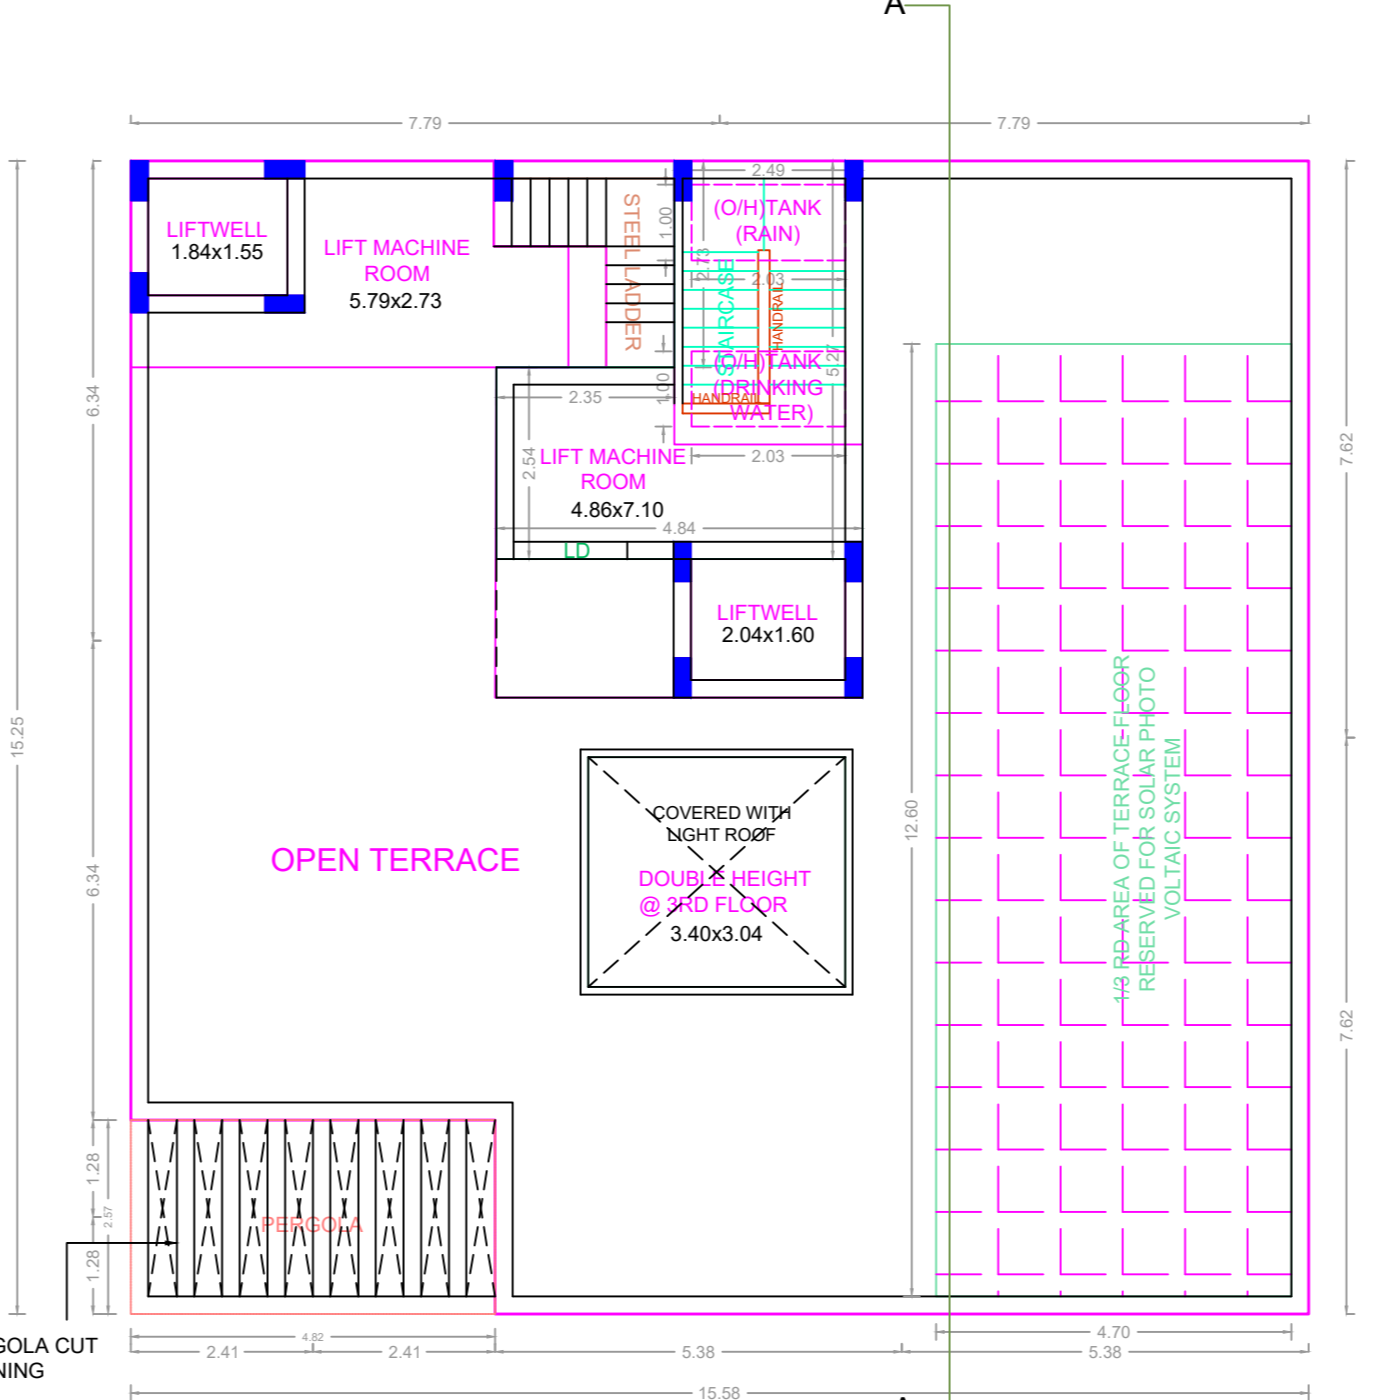 A
7.79
7.79
2.49
LIFTWELL
1.84x1.55
LIFT MACHINE
ROOM
5.79x2.73
STEEL LADDER
1.00
(O/H)TANK
(RAIN)
2.73
2.03
STAIRCASE
HANDRAIL
5.27
(O/H)TANK
(DRINKING
WATER)
1.00
HANDRAIL
2.35
2.54
LIFT MACHINE
ROOM
4.86x7.10
2.03
4.84
LD
LIFTWELL
2.04x1.60
6.34
15.25
6.34
7.62
7.62
12.60
OPEN TERRACE
COVERED WITH
LIGHT ROOF
DOUBLE HEIGHT
@ 3RD FLOOR
3.40x3.04
1/3 RD AREA OF TERRACE FLOOR
RESERVED FOR SOLAR PHOTO
VOLTAIC SYSTEM
1.28
2.57
1.28
PERGOLA
GOLA CUT
NING
4.82
2.41
2.41
5.38
4.70
5.38
15.58